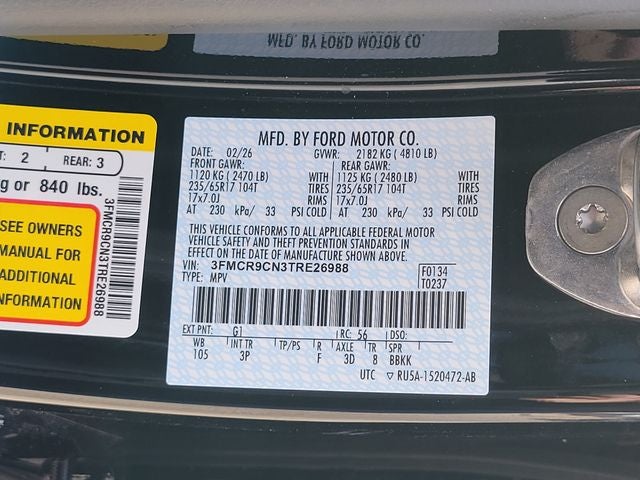 MFD. BY FORD MOTOR CO.
INFORMATION
: 2 REAR: 3
g or 840 lbs.
SEE OWNERS
MANUAL FOR
ADDITIONAL
INFORMATION
3FMCR9CN3TRE26988
MFD. BY FORD MOTOR CO.
DATE: 02/26 GVWR: 2182 KG ( 4810 LB)
FRONT GAWR: REAR GAWR:
1120 KG ( 2470 LB) 1125 KG ( 2480 LB)
235/65R17 104T TIRES 235/65R17 104T TIRES
17x7.0J RIMS 17x7.0J RIMS
AT 230 kPa/ 33 PSI COLD AT 230 kPa/ 33 PSI COLD
THIS VEHICLE CONFORMS TO ALL APPLICABLE FEDERAL MOTOR
VEHICLE SAFETY AND THEFT PREVENTION STANDARDS IN
EFFECT ON THE DATE OF MANUFACTURE SHOWN ABOVE.
VIN: 3FMCR9CN3TRE26988 F0134
TYPE: MPV T0237
EXT PNT: G1 RC: 56 DSO:
WB INT TR TP/PS R AXLE TR SPR
105 3P F 3D 8 BBKK
UTC ▽ RU5A-1520472-AB